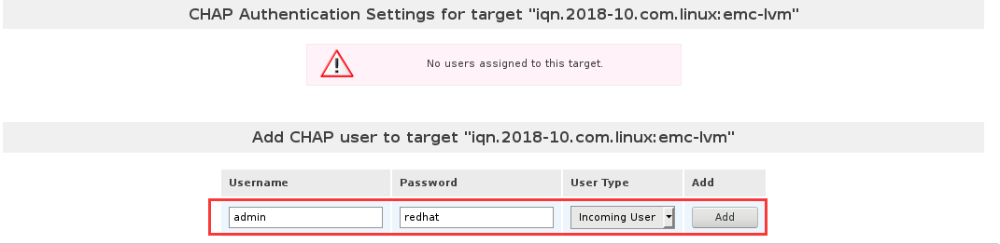 CHAP Authentication Settings for target "iqn.2018-10.com.linux:emc-lvm"
No users assigned to this target.
Add CHAP user to target "iqn.2018-10.com.linux:emc-lvm"
Username Password User Type Add
admin redhat Incoming User Add